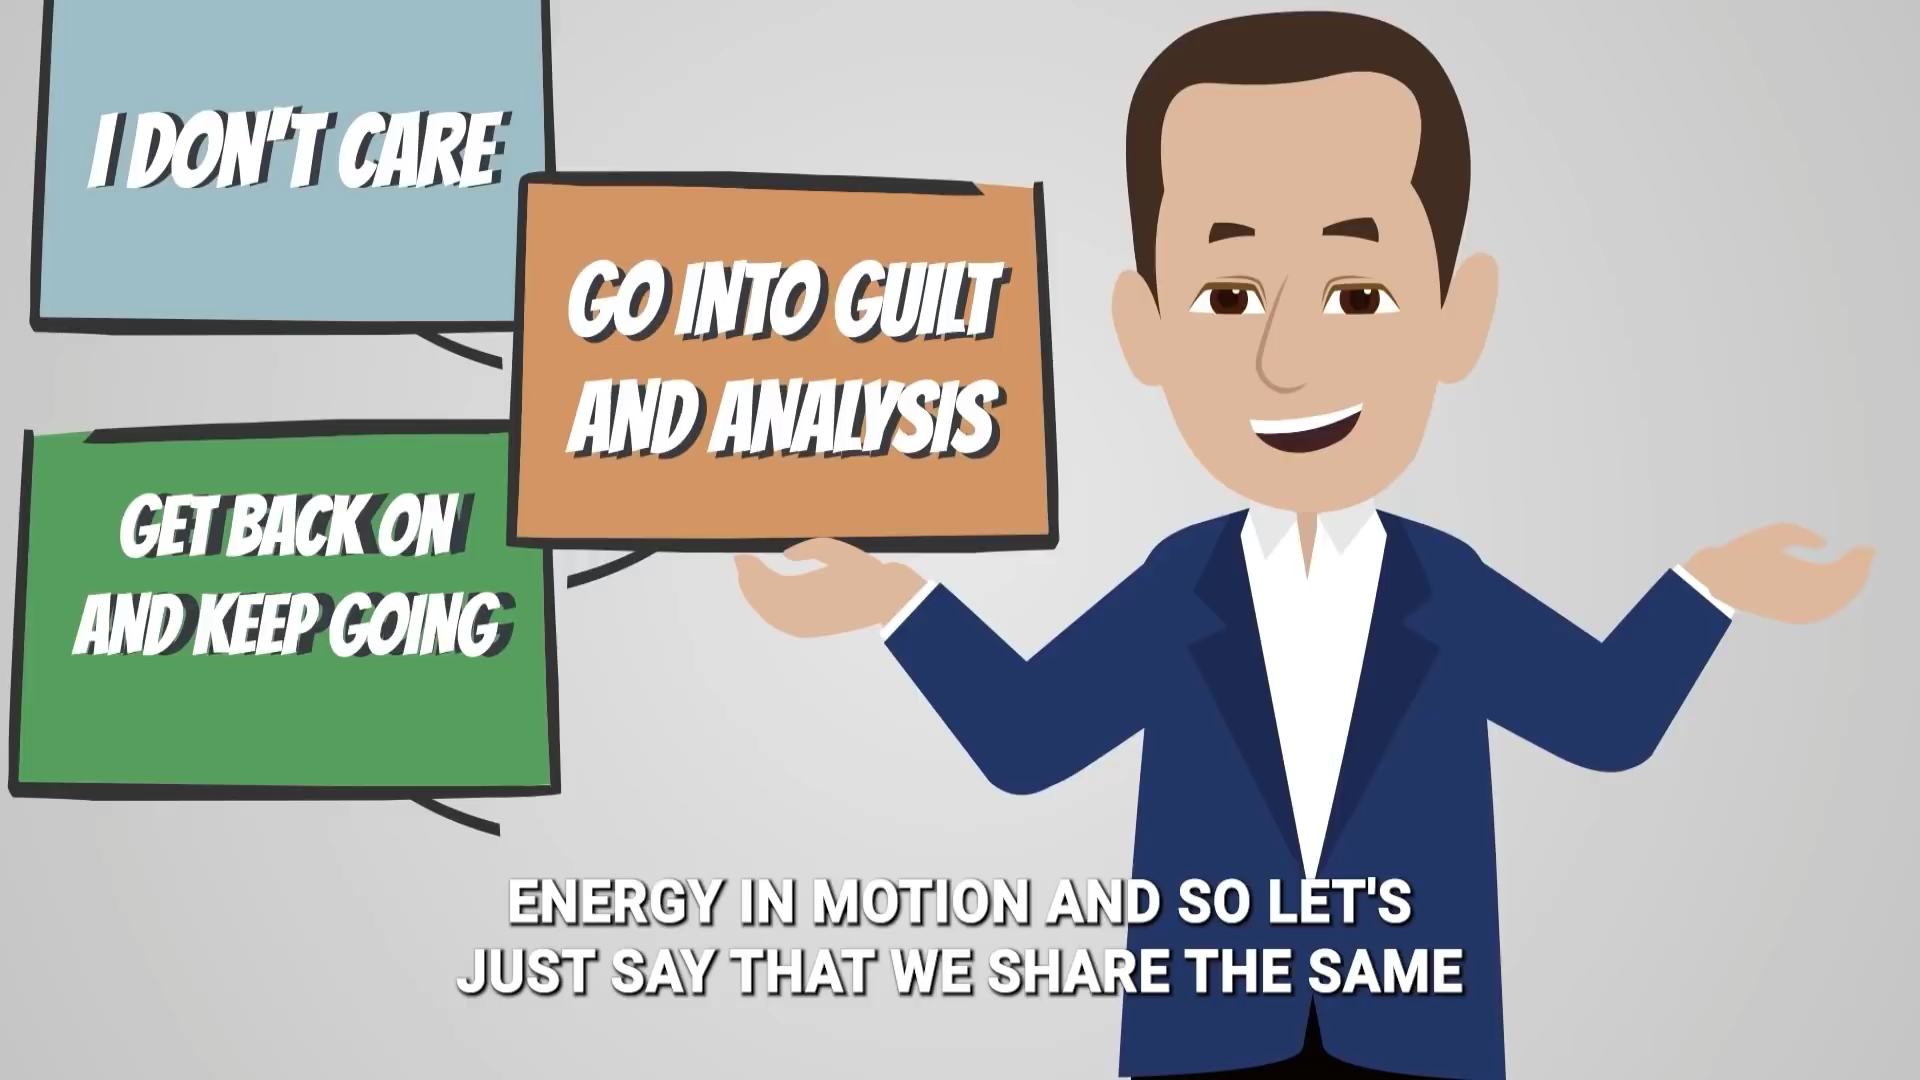 I DON'T CARE
GO INTO GUILT
AND ANALYSIS
GET BACK ON
AND KEEP GOING
ENERGY IN MOTION AND SO LET'S
JUST SAY THAT WE SHARE THE SAME